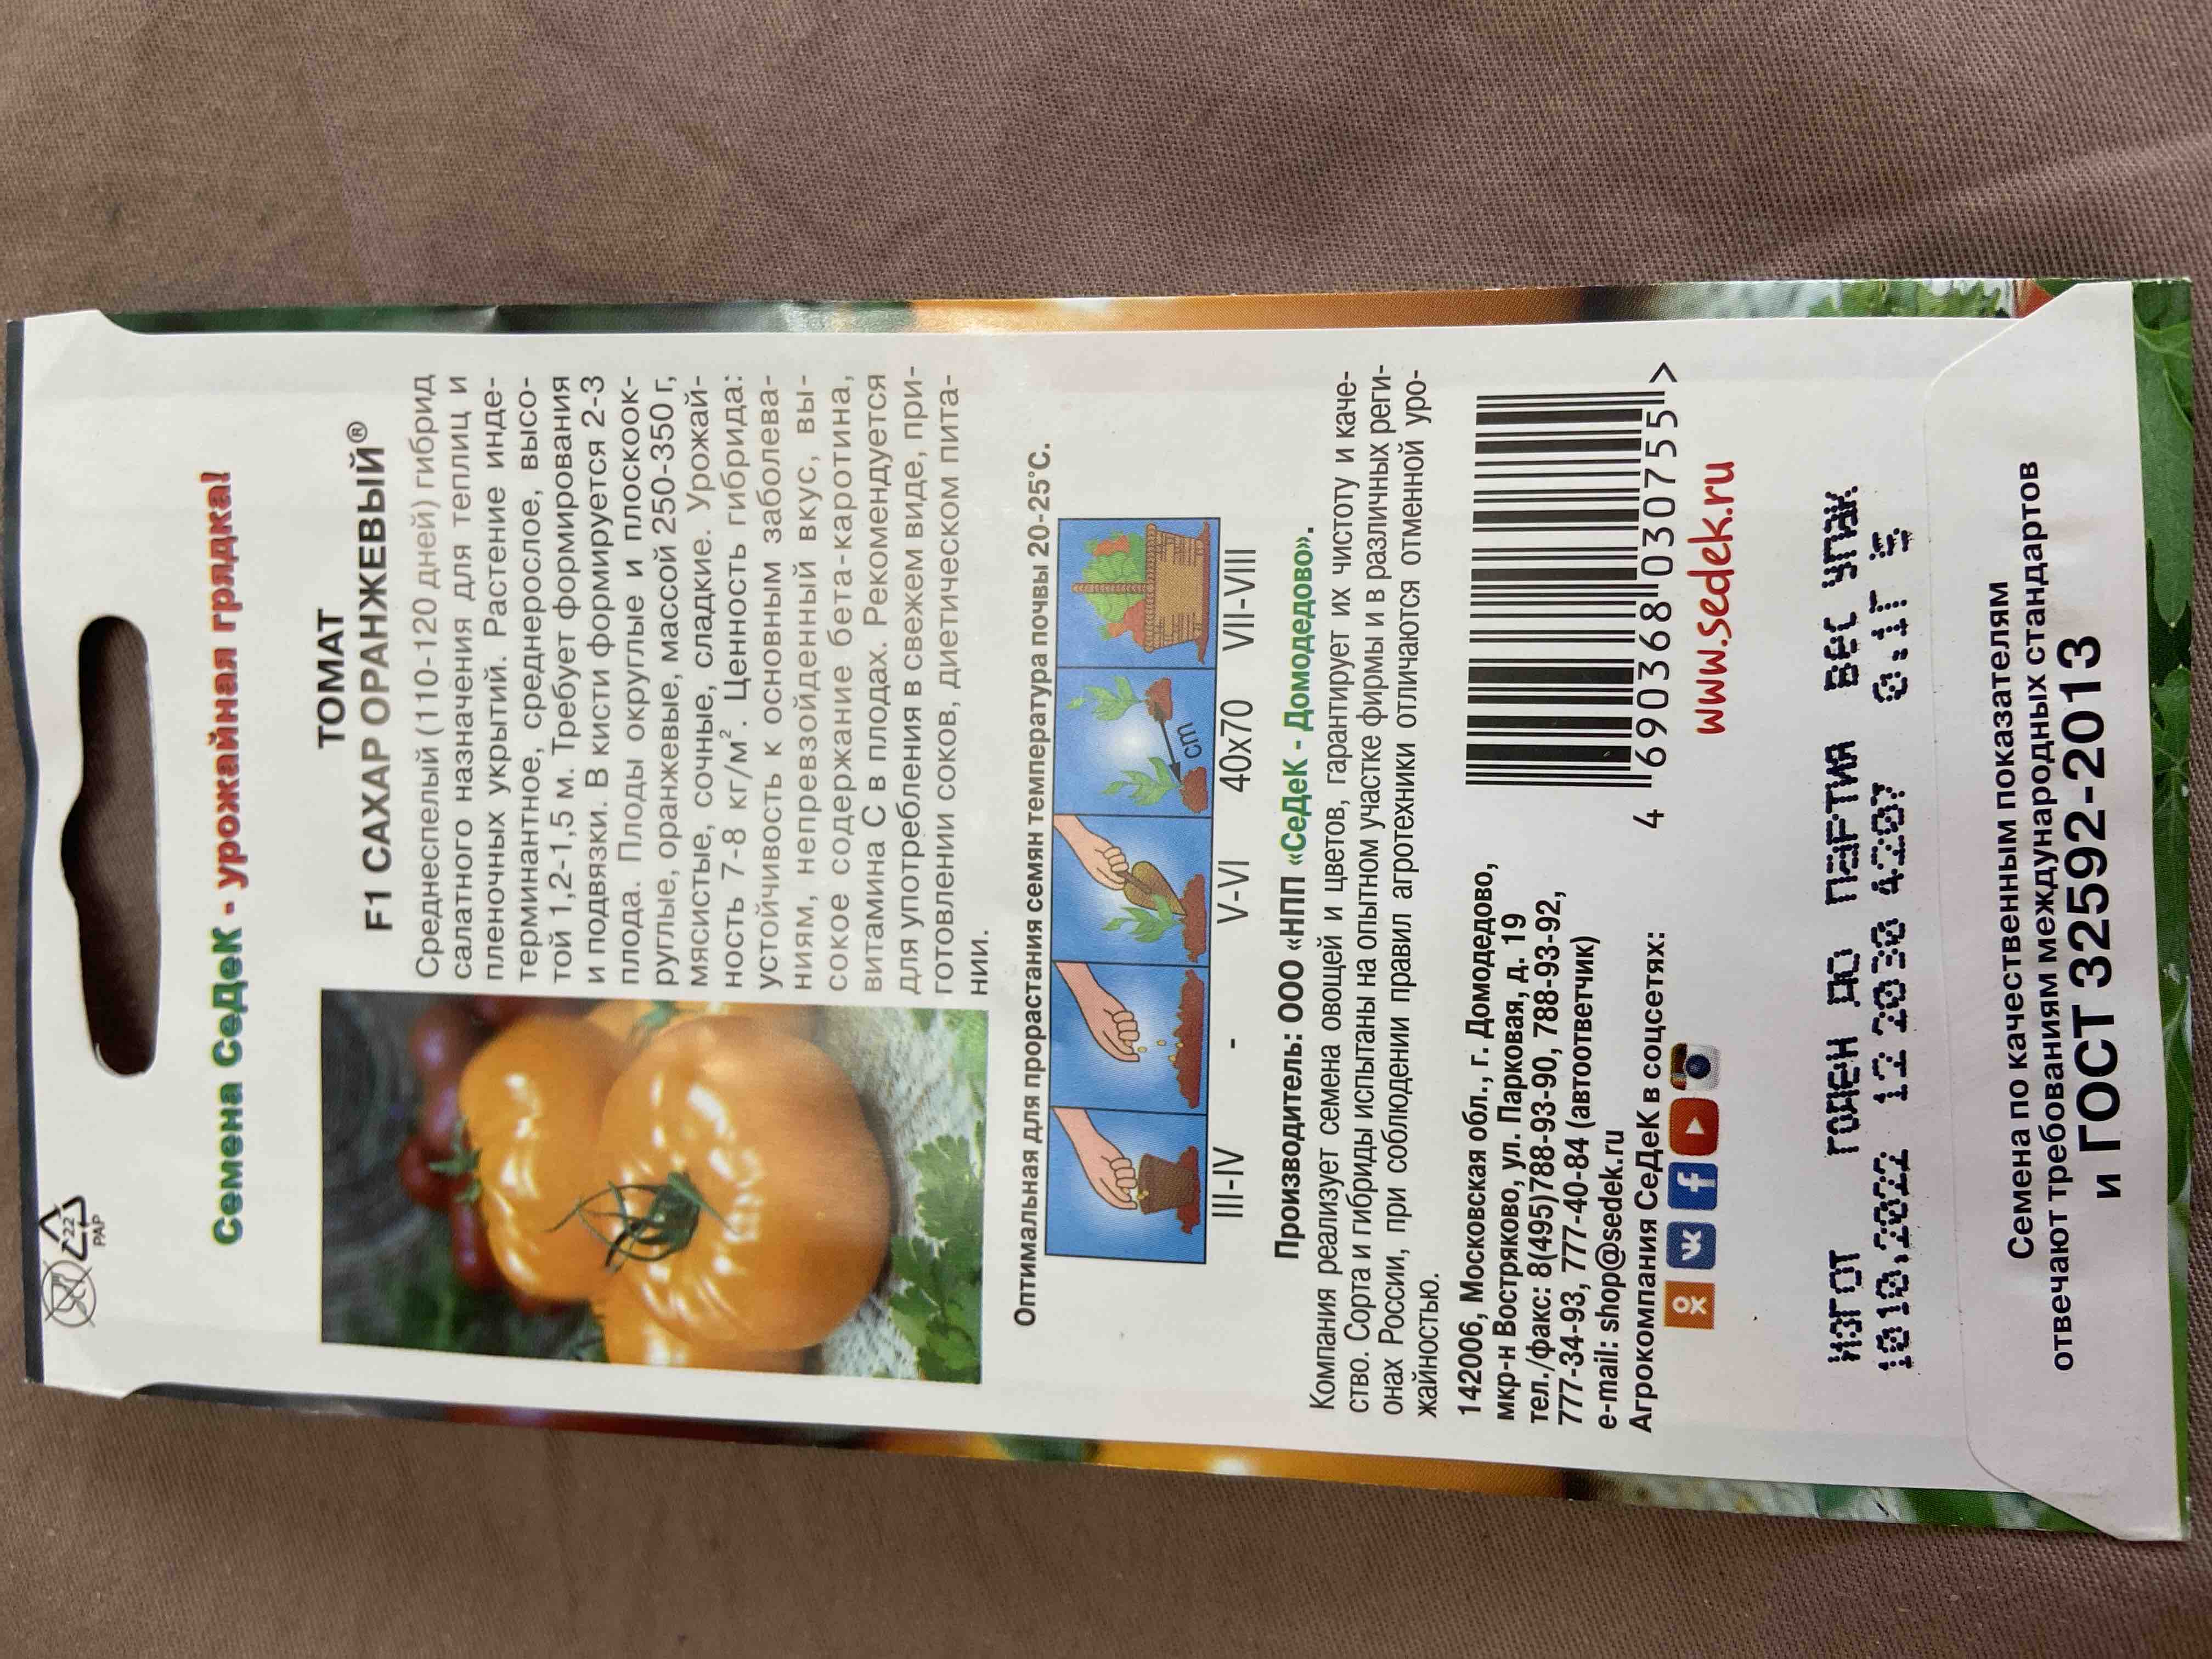 22
PAP
Семена СеДеК - урожайная грядка!
ТОМАТ
F1 САХАР ОРАНЖЕВЫЙ®
Среднеспелый (110-120 дней) гибрид
салатного назначения для теплиц и
пленочных укрытий. Растение инде-
терминантное, среднерослое, высо-
той 1,2-1,5 м. Требует формирования
и подвязки. В кисти формируется 2-3
плода. Плоды округлые и плоскоок-
руглые, оранжевые, массой 250-350 г,
мясистые, сочные, сладкие. Урожай-
ность 7-8 кг/м². Ценность гибрида:
устойчивость к основным заболева-
ниям, непревзойденный вкус, вы-
сокое содержание бета-каротина,
витамина С в плодах. Рекомендуется
для употребления в свежем виде, при-
готовлении соков, диетическом пита-
нии.
Оптимальная для прорастания семян температура почвы 20-25°С.
cm
III-IV - V-VI 40x70 VII-VIII
Производитель: ООО «НПП «СеДеК - Домодедово».
Компания реализует семена овощей и цветов, гарантирует их чистоту и каче-
ство. Сорта и гибриды испытаны на опытном участке фирмы и в различных реги-
онах России, при соблюдении правил агротехники отличаются отменной уро-
жайностью.
142006, Московская обл., г. Домодедово,
мкр-н Востряково, ул. Парковая, д. 19
тел./факс: 8(495)788-93-90, 788-93-92,
777-34-93, 777-40-84 (автоответчик)
e-mail: shop@sedek.ru
Агрокомпания СеДеК в соцсетях:
4 690368 030755 >
www.sedek.ru
ИЗГОТ ГОДЕН ДО ПАРТИЯ ВЕС УПАК
1010,2022 12 2030 4207 0.1Г 5
Семена по качественным показателям
отвечают требованиям международных стандартов
и ГОСТ 32592-2013